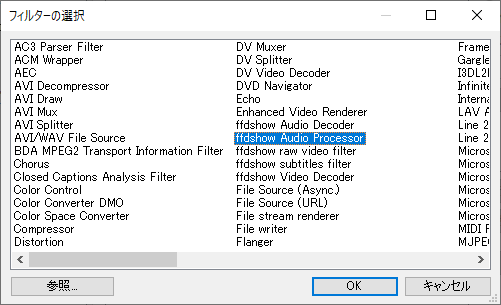 フィルターの選択
AC3 Parser Filter
ACM Wrapper
AEC
AVI Decompressor
AVI Draw
AVI Mux
AVI Splitter
AVI/WAV File Source
BDA MPEG2 Transport Information Filter
Chorus
Closed Captions Analysis Filter
Color Control
Color Converter DMO
Color Space Converter
Compressor
Distortion
DV Muxer
DV Splitter
DV Video Decoder
DVD Navigator
Echo
Enhanced Video Renderer
ffdshow Audio Decoder
ffdshow Audio Processor
ffdshow raw video filter
ffdshow subtitles filter
ffdshow Video Decoder
File Source (Async.)
File Source (URL)
File stream renderer
File writer
Flanger
Frame
Gargle
I3DL2
Infinite
Interna
LAV A
Line 2
Line 2
Micros
Micros
Micros
Micros
Micros
Micros
MIDI F
MJPE
参照...
OK
キャンセル